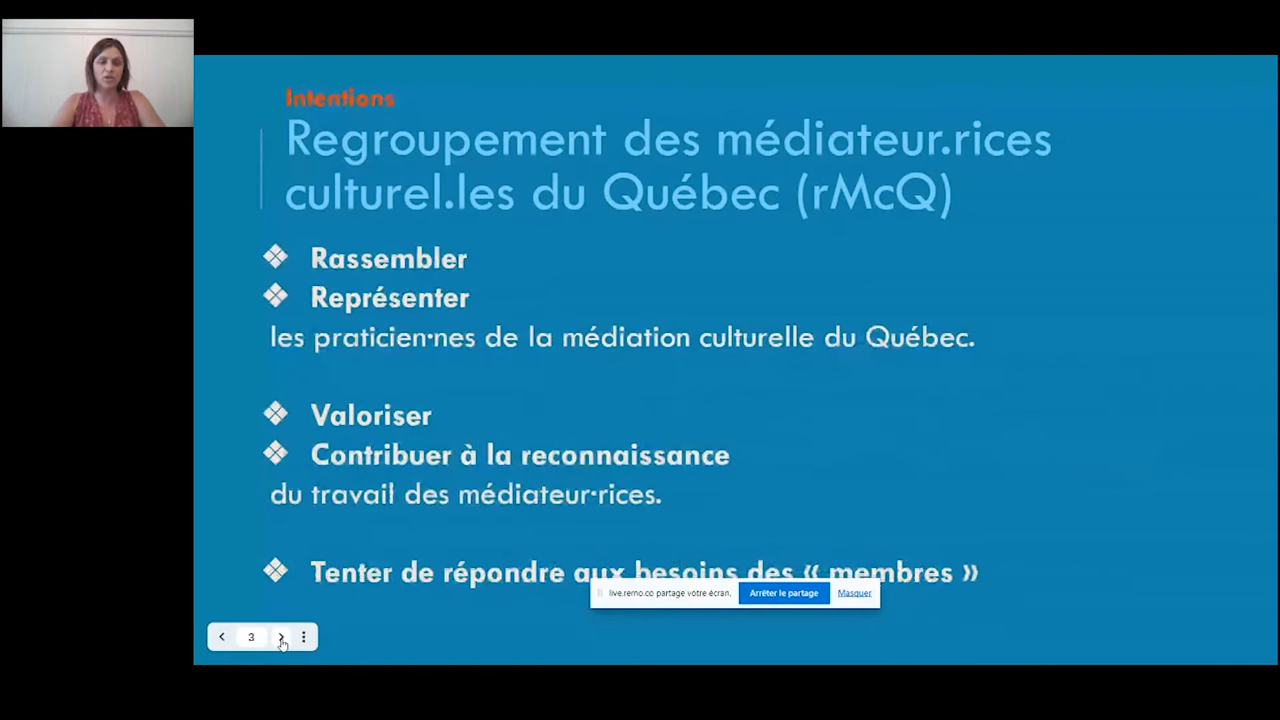 Intentions
Regroupement des médiateur.rices
culturel.les du Québec (rMcQ)
❖ Rassembler
❖ Représenter
les praticien·nes de la médiation culturelle du Québec.
❖ Valoriser
❖ Contribuer à la reconnaissance
du travail des médiateur·rices.
❖ Tenter de répondre aux besoins des « membres »
live.remo.co partage votre écran. Arrêter le partage Masquer
3